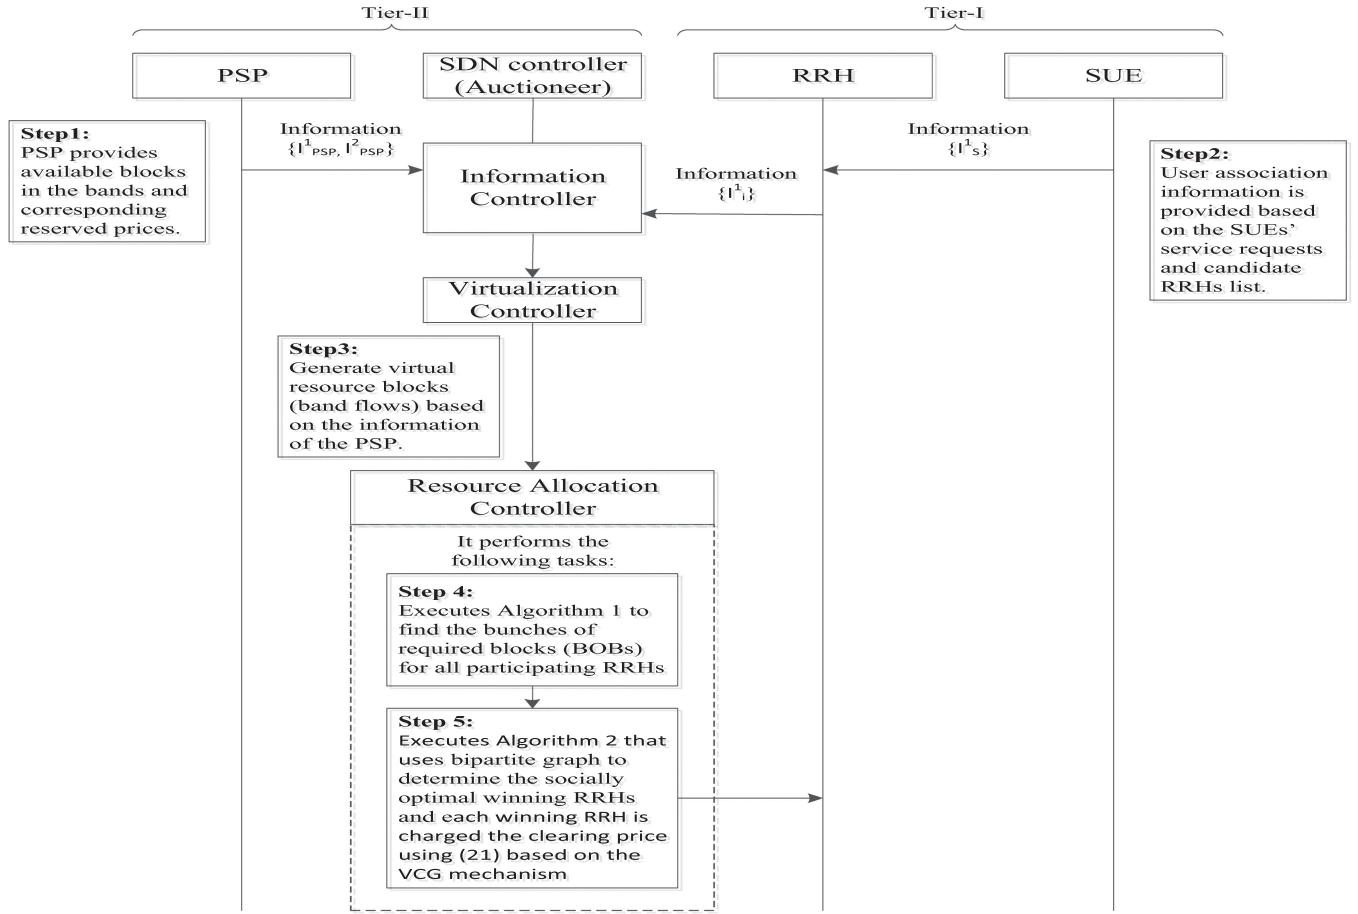 Tier-II
Tier-I
PSP
SDN controller
(Auctioneer)
RRH
SUE
Step1:
PSP provides
available blocks
in the bands and
corresponding
reserved prices.
Information
{I¹PSP, I²PSP}
Information
Controller
Information
{I¹i}
Information
{I¹S}
Step2:
User association
information is
provided based
on the SUEs’
service requests
and candidate
RRHs list.
Virtualization
Controller
Step3:
Generate virtual
resource blocks
(band flows) based
on the information
of the PSP.
Resource Allocation
Controller
It performs the
following tasks:
Step 4:
Executes Algorithm 1 to
find the bunches of
required blocks (BOBs)
for all participating RRHs
Step 5:
Executes Algorithm 2 that
uses bipartite graph to
determine the socially
optimal winning RRHs
and each winning RRH is
charged the clearing price
using (21) based on the
VCG mechanism